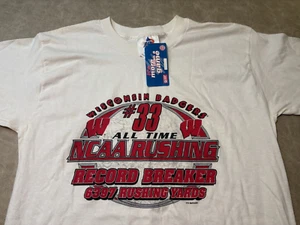 WISCONSIN BADGERS
#33
W W
ALL TIME
NCAA RUSHING
RECORD BREAKER
6397 RUSHING YARDS